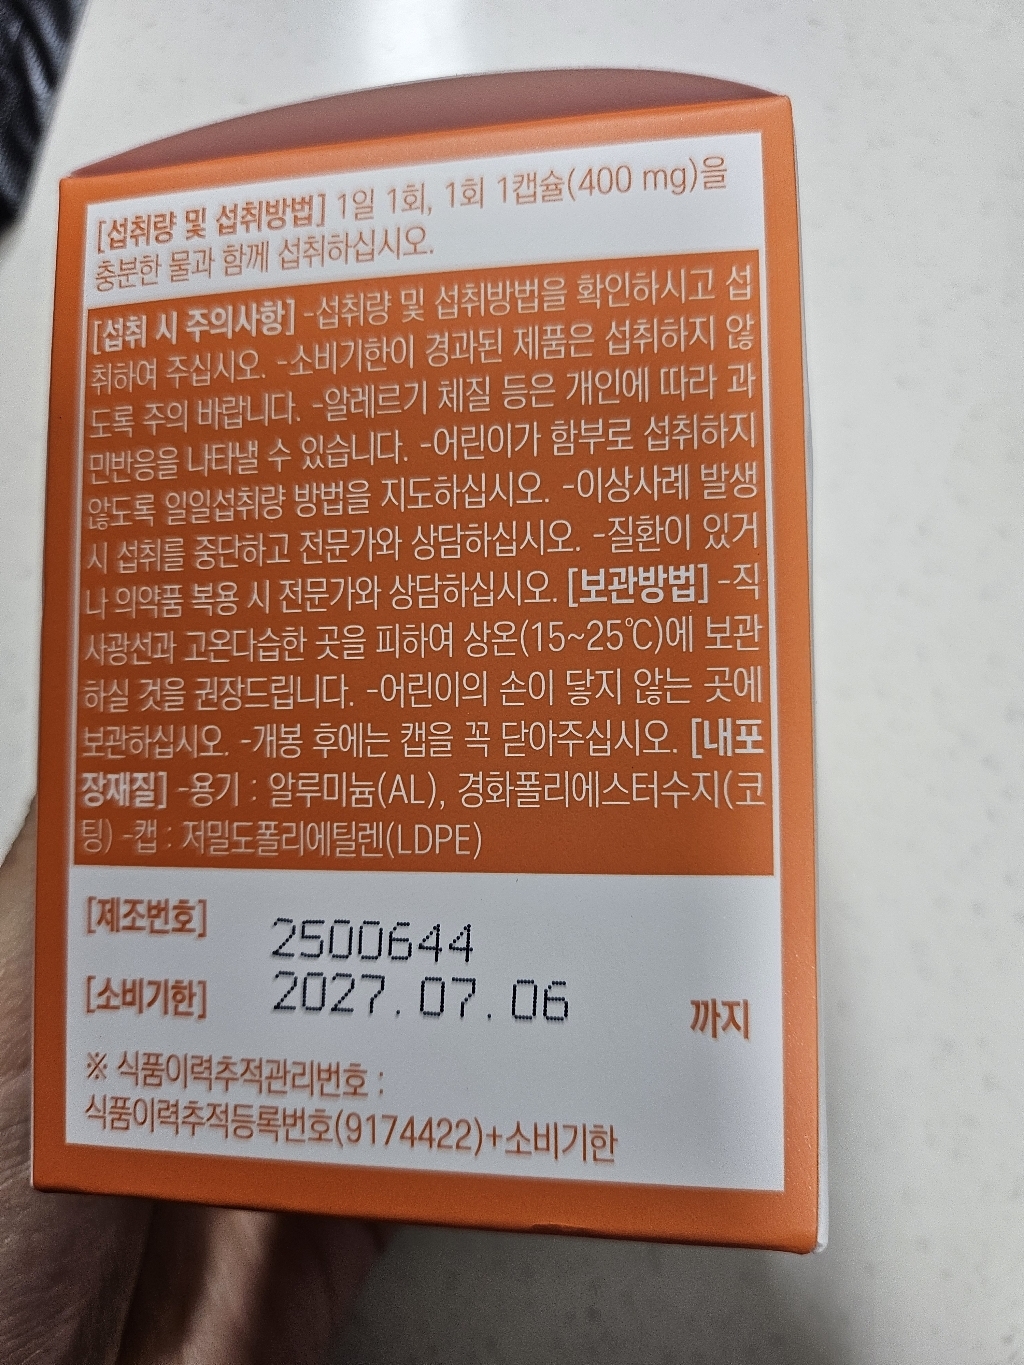 [섭취량 및 섭취방법] 1일 1회, 1회 1캡슐(400 mg)을
충분한 물과 함께 섭취하십시오.
[섭취 시 주의사항] -섭취량 및 섭취방법을 확인하시고 섭
취하여 주십시오. -소비기한이 경과된 제품은 섭취하지 않
도록 주의 바랍니다. -알레르기 체질 등은 개인에 따라 과
민반응을 나타낼 수 있습니다. -어린이가 함부로 섭취하지
않도록 일일섭취량 방법을 지도하십시오. -이상사례 발생
시 섭취를 중단하고 전문가와 상담하십시오. -질환이 있거
나 의약품 복용 시 전문가와 상담하십시오. [보관방법] -직
사광선과 고온다습한 곳을 피하여 상온(15~25℃)에 보관
하실 것을 권장드립니다. -어린이의 손이 닿지 않는 곳에
보관하십시오. -개봉 후에는 캡을 꼭 닫아주십시오. [내포
장재질] -용기 : 알루미늄(AL), 경화폴리에스터수지(코
팅) -캡 : 저밀도폴리에틸렌(LDPE)
[제조번호] 2500644
[소비기한] 2027.07.06 까지
※ 식품이력추적관리번호 :
식품이력추적등록번호(9174422)+소비기한